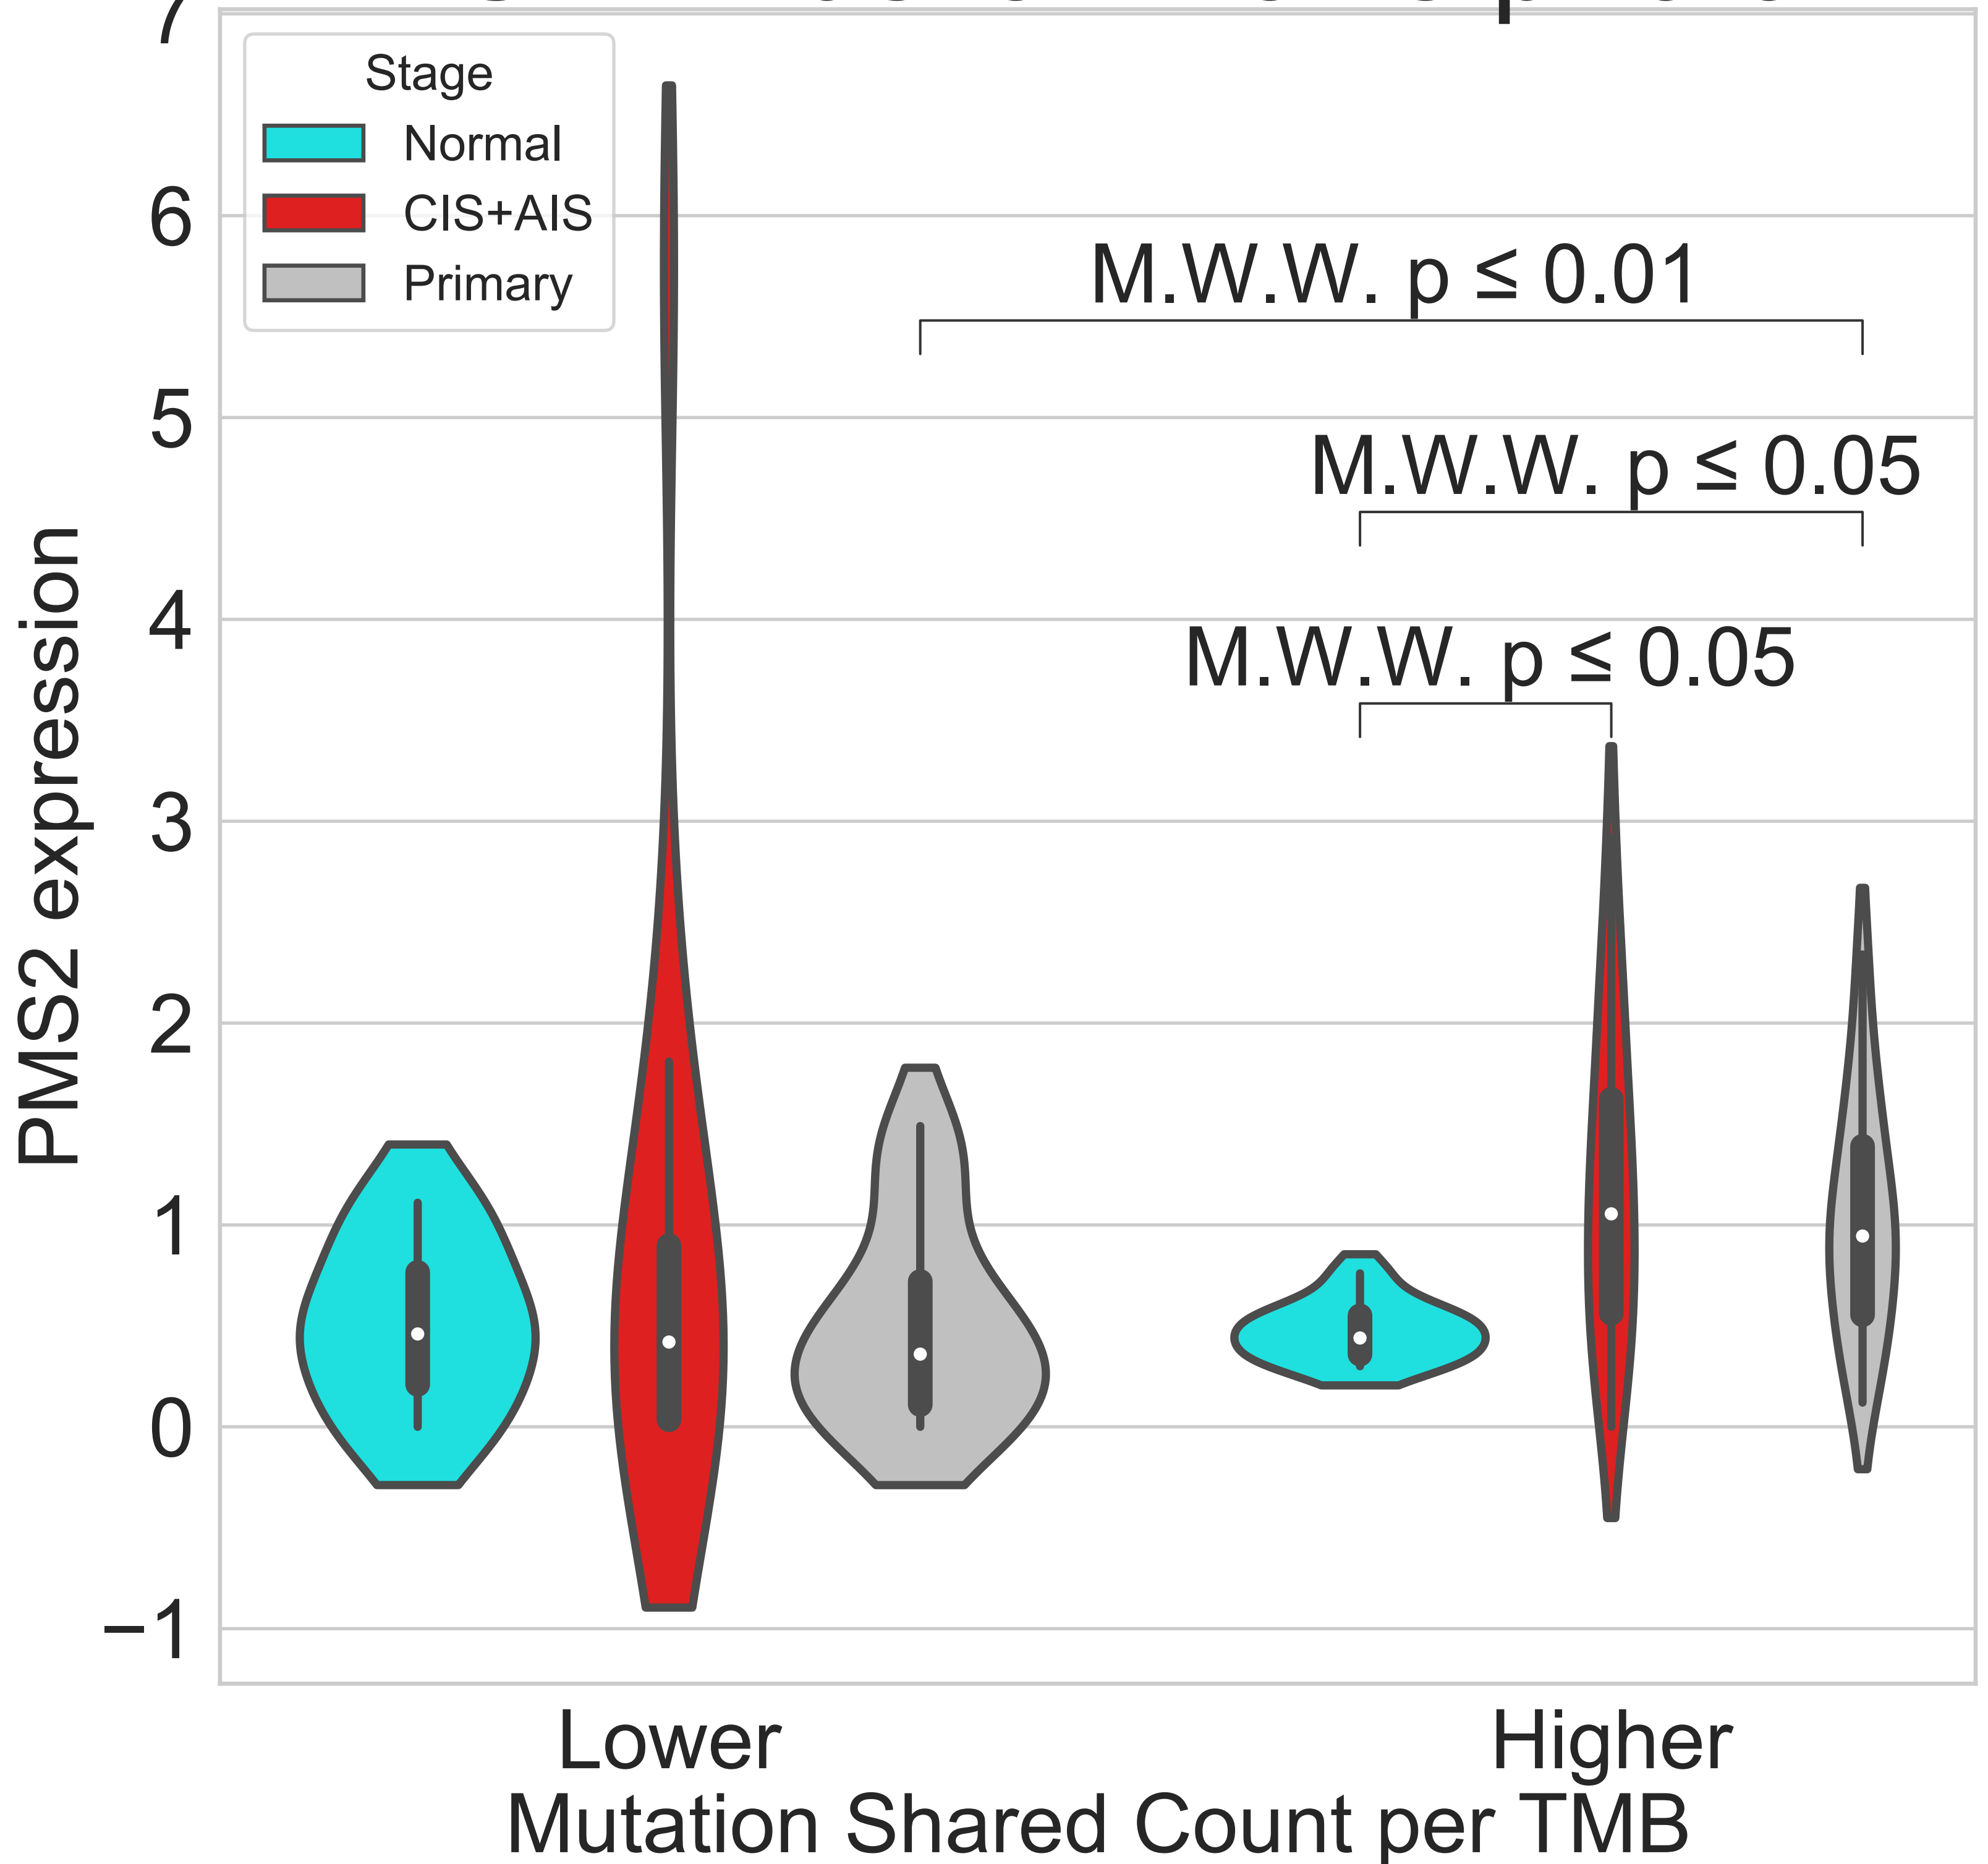 7
Stage
Normal
CIS+AIS
Primary
6
M.W.W. p ≤ 0.01
5
M.W.W. p ≤ 0.05
4
M.W.W. p ≤ 0.05
3
2
1
0
−1
PMS2 expression
Lower Higher
Mutation Shared Count per TMB